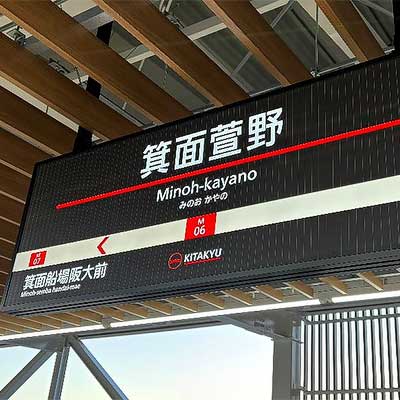 箕面萱野
Minoh-kayano
みのお かやの
M
06
M
07
箕面船場阪大前
Minoh-semba handai-mae
KITAKYU